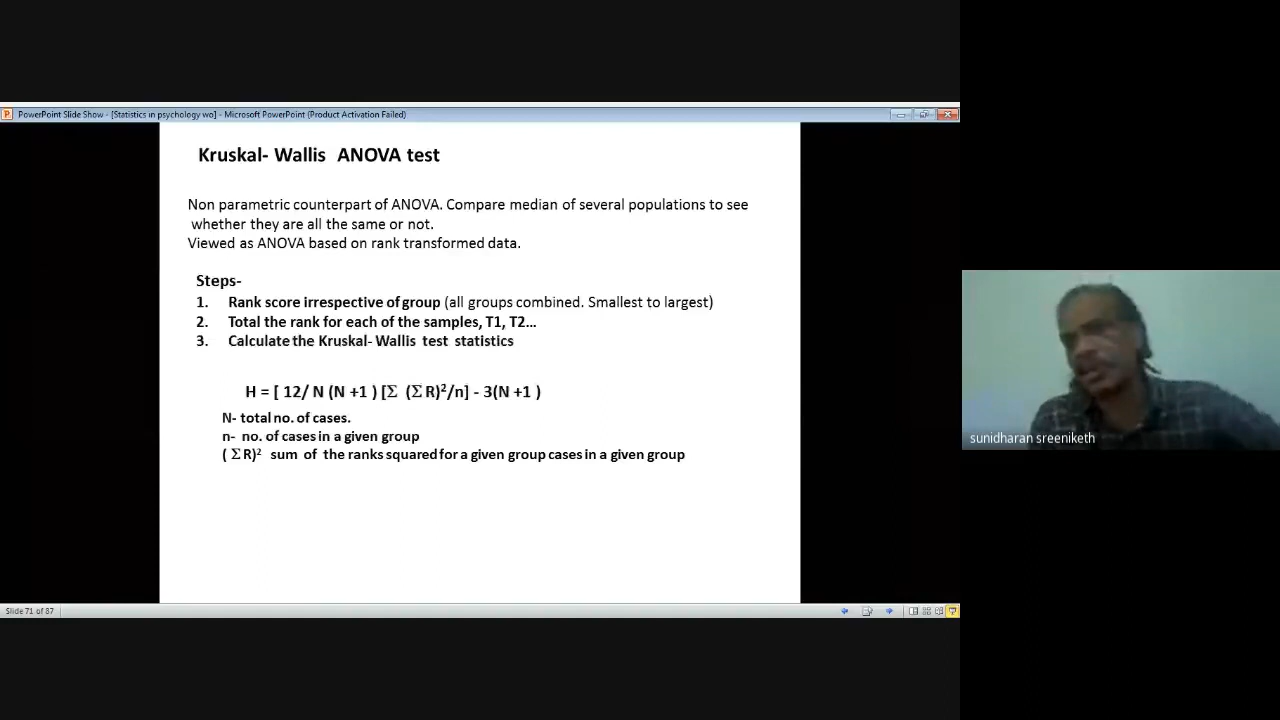 PowerPoint Slide Show - [Statistics in psychology wo] - Microsoft PowerPoint (Product Activation Failed)
Kruskal- Wallis ANOVA test
Non parametric counterpart of ANOVA. Compare median of several populations to see
whether they are all the same or not.
Viewed as ANOVA based on rank transformed data.
Steps-
1. Rank score irrespective of group (all groups combined. Smallest to largest)
2. Total the rank for each of the samples, T1, T2...
3. Calculate the Kruskal- Wallis test statistics
H = [ 12/ N (N +1 ) [Σ (Σ R)²/n] - 3(N +1 )
N- total no. of cases.
n- no. of cases in a given group
( Σ R)² sum of the ranks squared for a given group cases in a given group
sunidharan sreeniketh
Slide 71 of 87